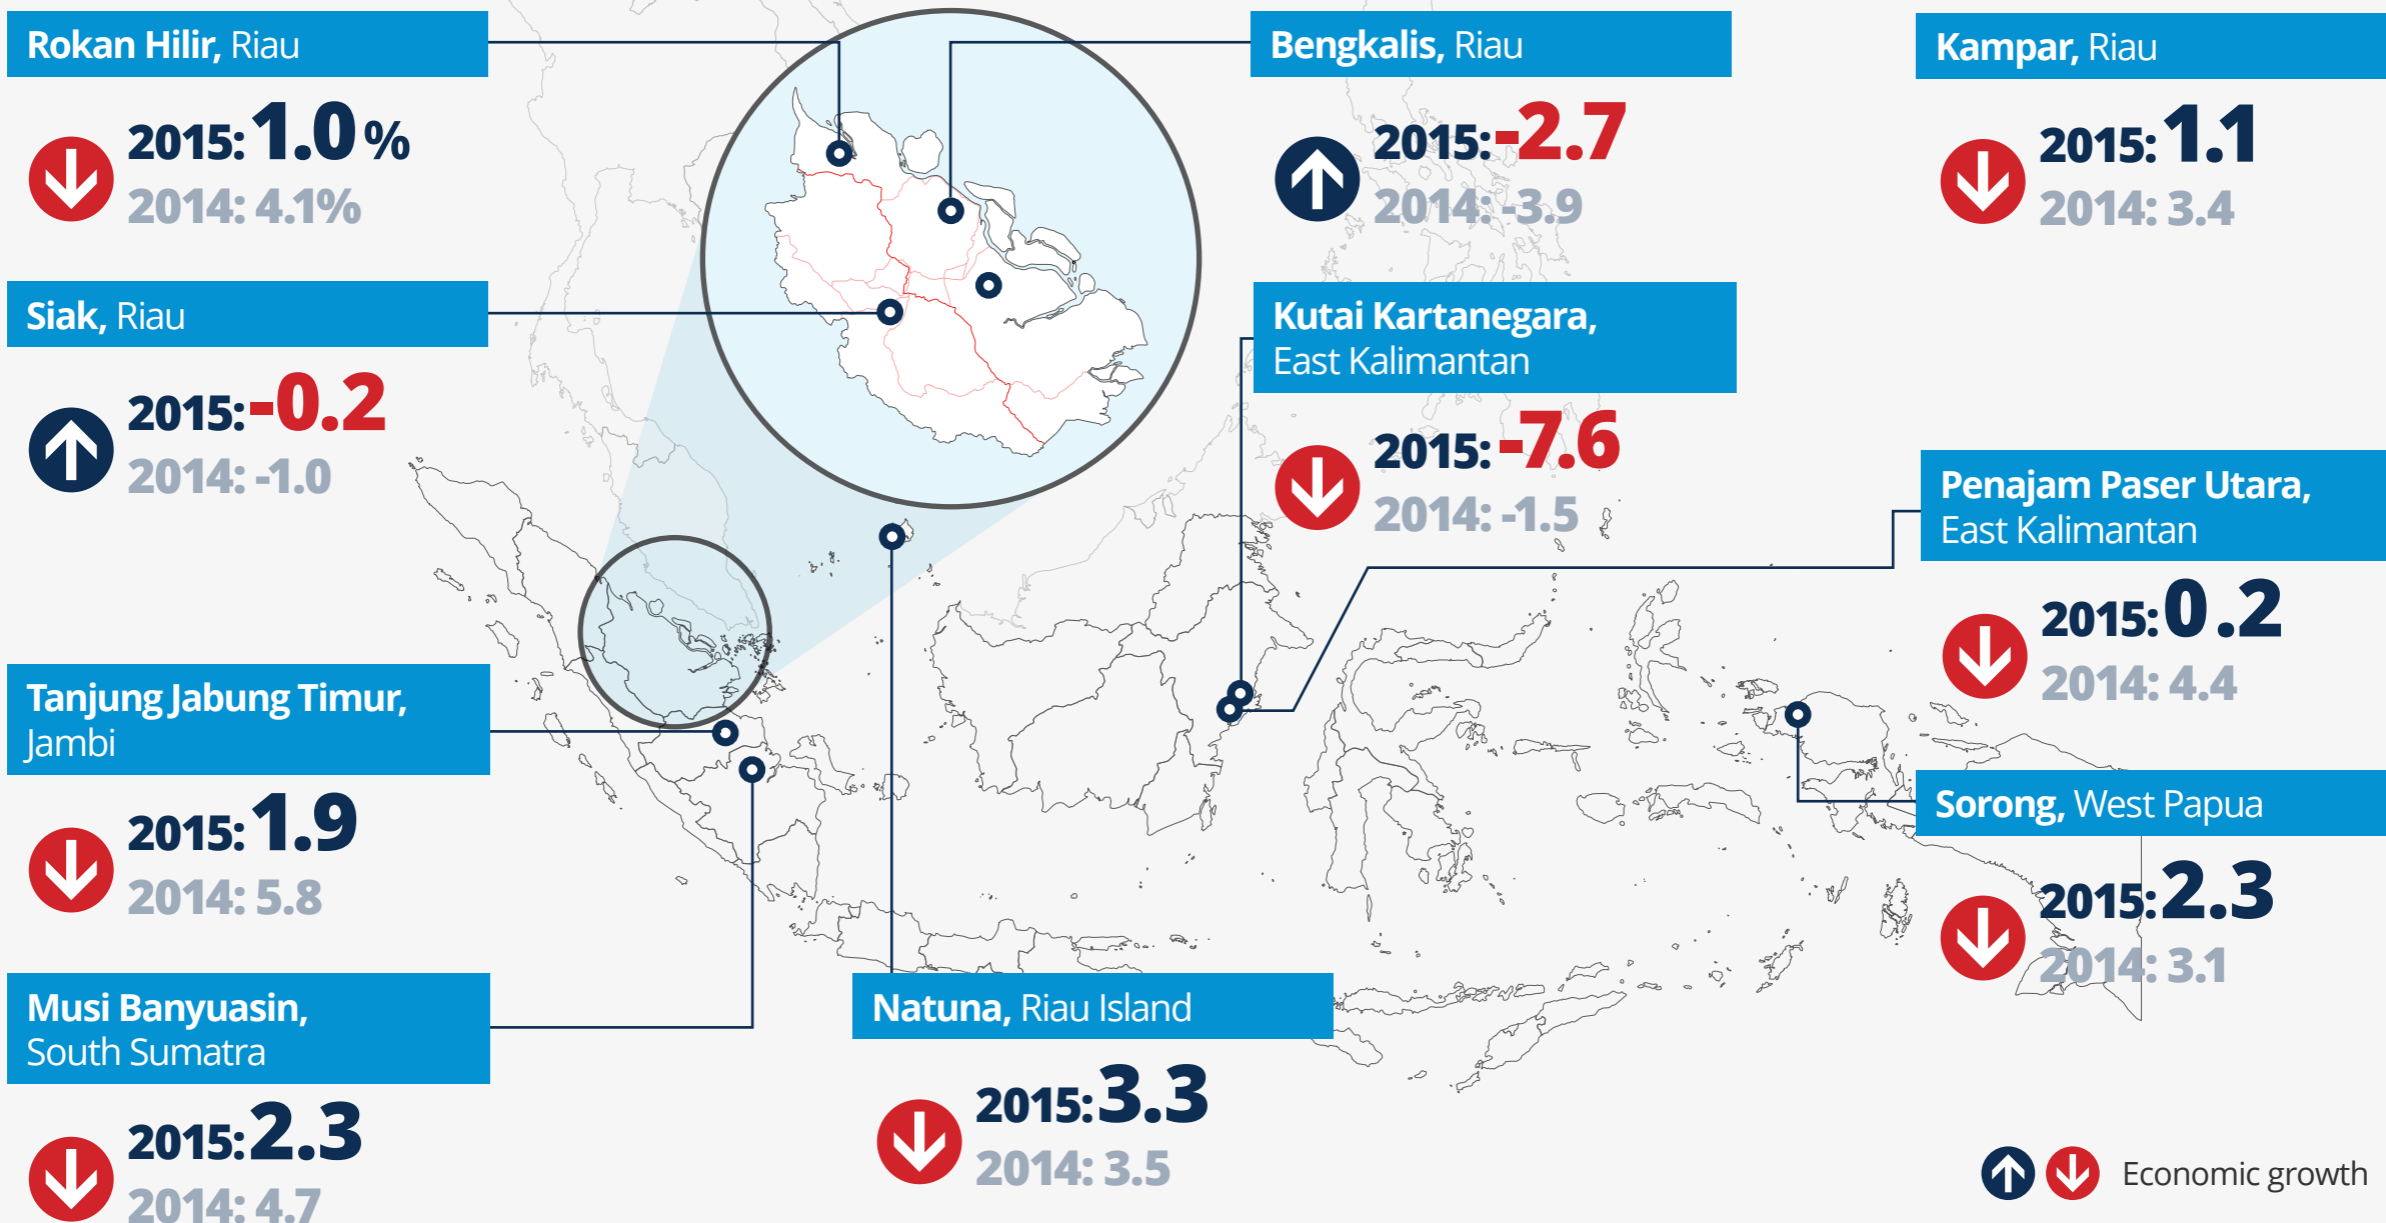 Rokan Hilir, Riau
2015: 1.0 %
2014: 4.1%
Bengkalis, Riau
2015: -2.7
2014: -3.9
Kampar, Riau
2015: 1.1
2014: 3.4
Siak, Riau
2015: -0.2
2014: -1.0
Kutai Kartanegara,
East Kalimantan
2015: -7.6
2014: -1.5
Penajam Paser Utara,
East Kalimantan
2015: 0.2
2014: 4.4
Tanjung Jabung Timur,
Jambi
2015: 1.9
2014: 5.8
Sorong, West Papua
2015: 2.3
2014: 3.1
Musi Banyuasin,
South Sumatra
2015: 2.3
2014: 4.7
Natuna, Riau Island
2015: 3.3
2014: 3.5
Economic growth